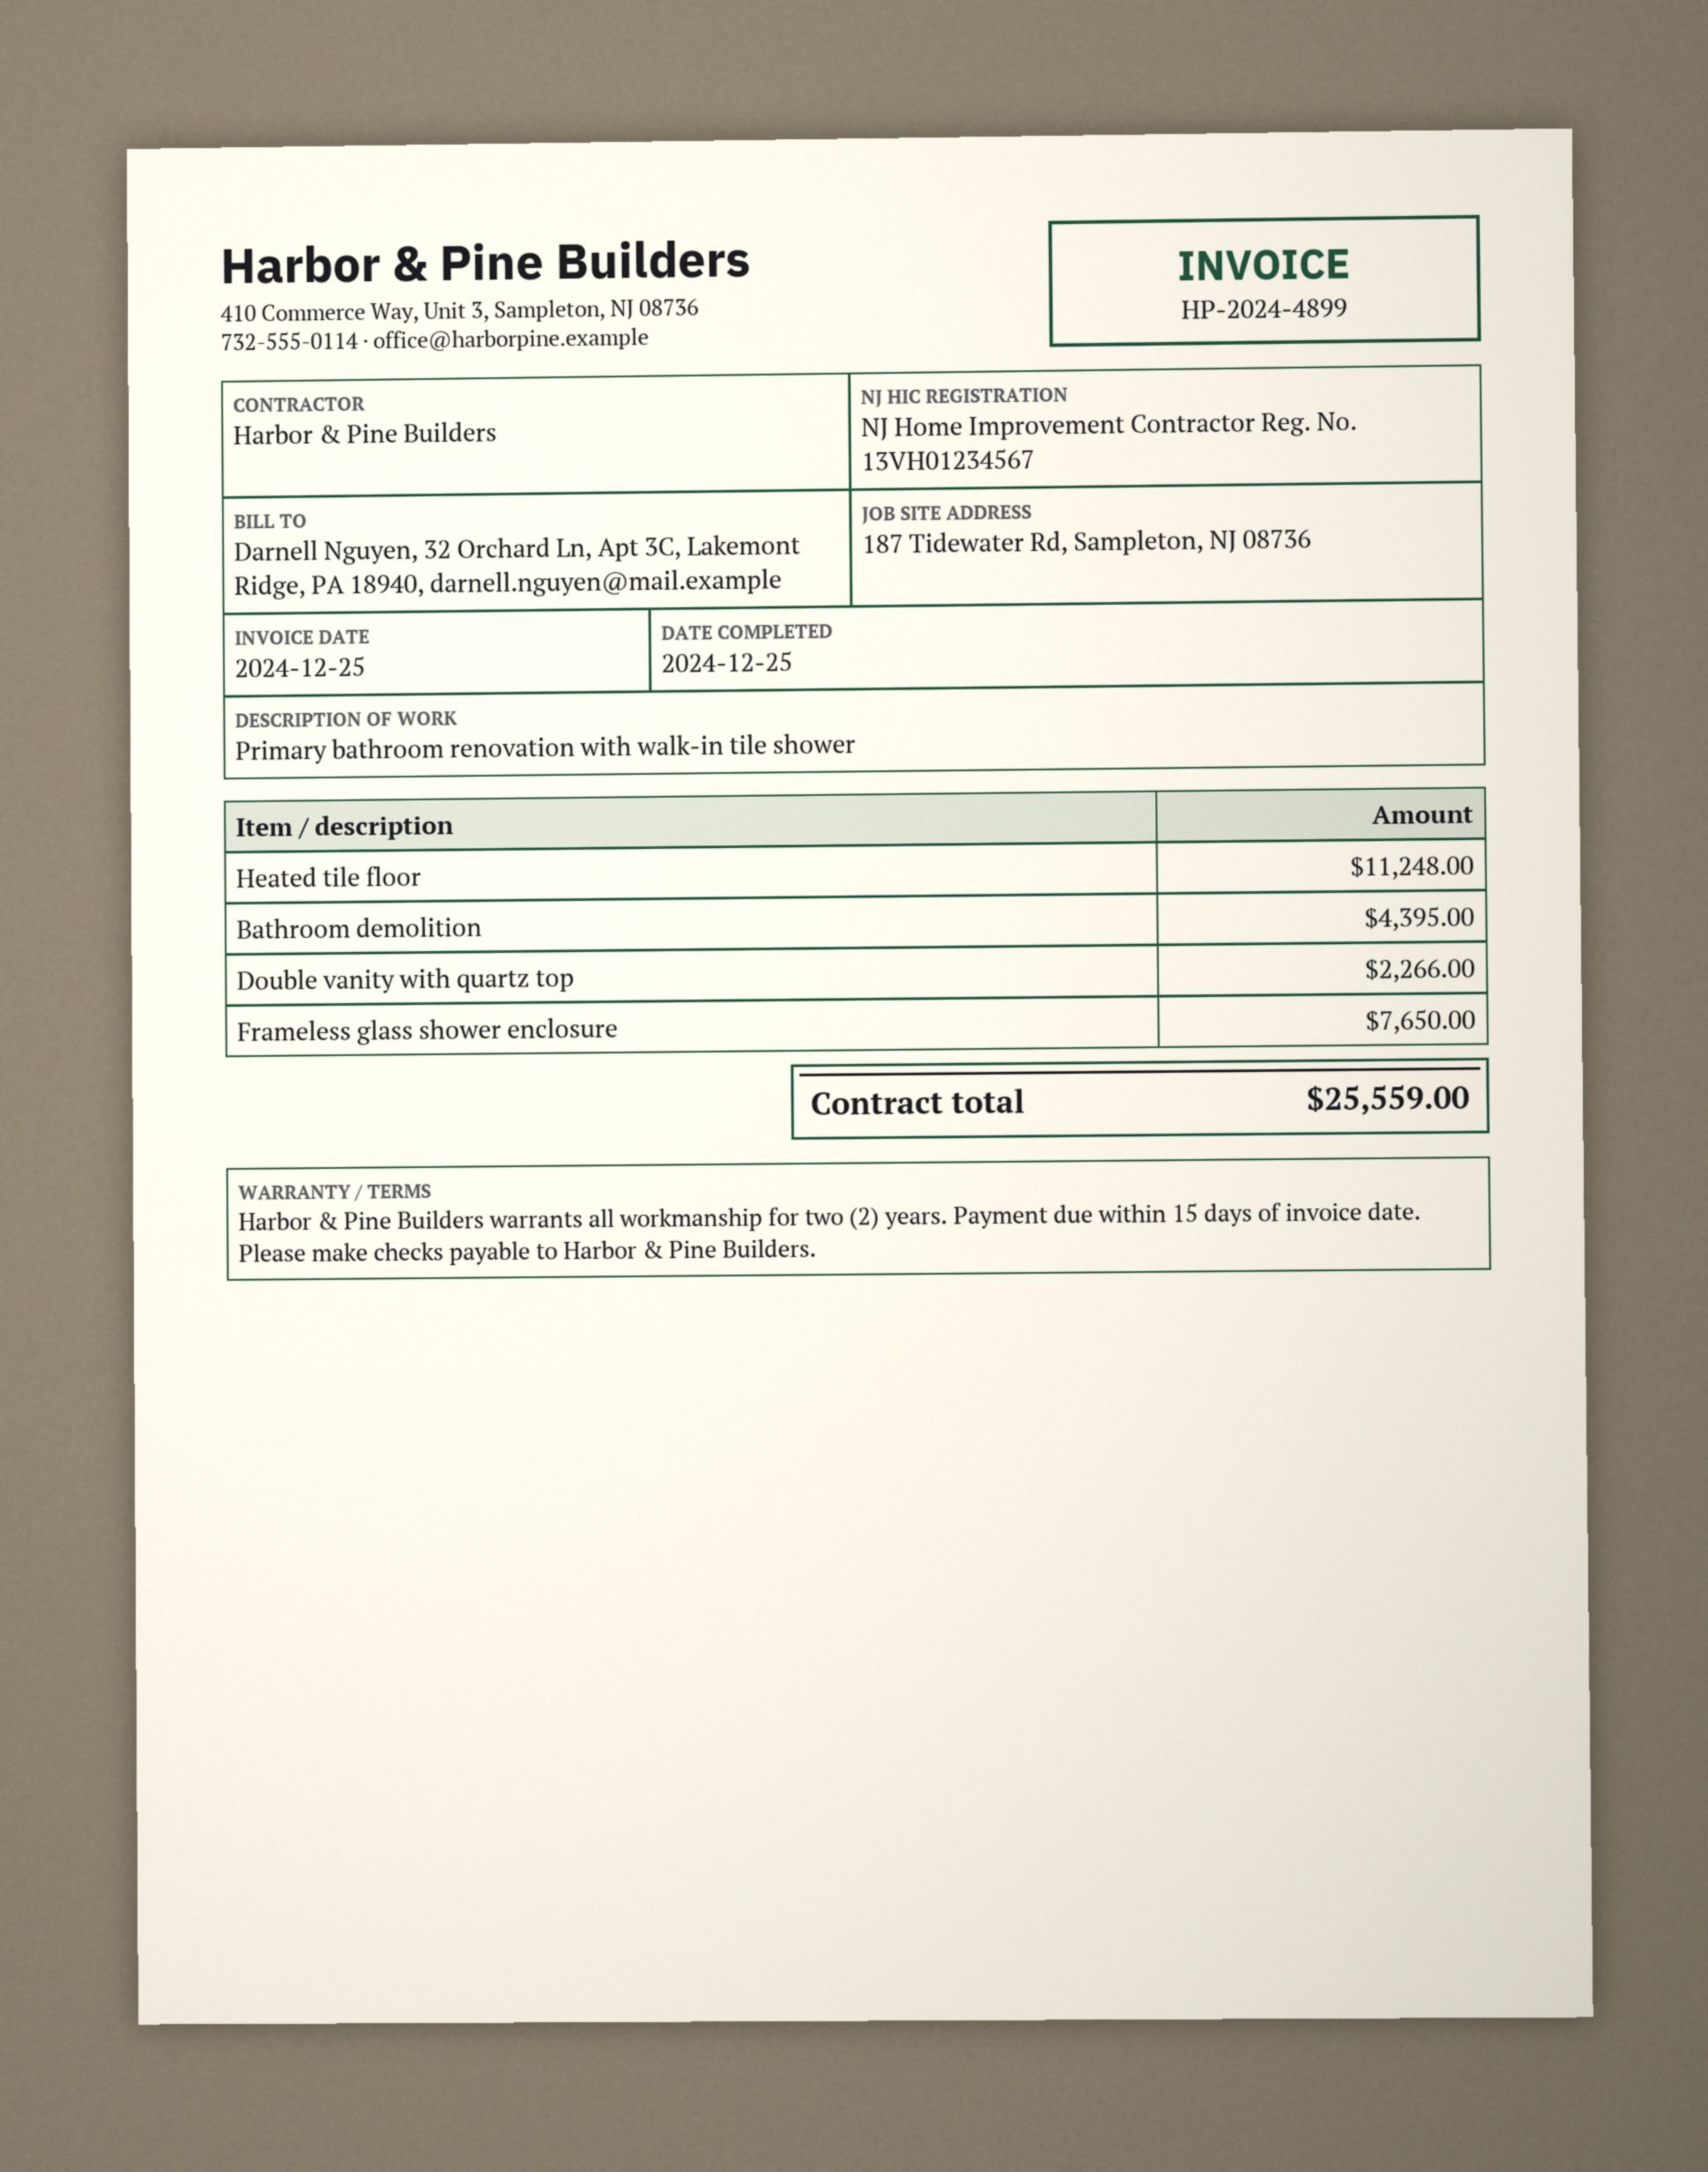 Harbor & Pine Builders
410 Commerce Way, Unit 3, Sampleton, NJ 08736
732-555-0114 · office@harborpine.example
INVOICE
HP-2024-4899
CONTRACTOR
Harbor & Pine Builders
NJ HIC REGISTRATION
NJ Home Improvement Contractor Reg. No.
13VH01234567
BILL TO
Darnell Nguyen, 32 Orchard Ln, Apt 3C, Lakemont
Ridge, PA 18940, darnell.nguyen@mail.example
JOB SITE ADDRESS
187 Tidewater Rd, Sampleton, NJ 08736
INVOICE DATE
2024-12-25
DATE COMPLETED
2024-12-25
DESCRIPTION OF WORK
Primary bathroom renovation with walk-in tile shower
Item / description Amount
Heated tile floor $11,248.00
Bathroom demolition $4,395.00
Double vanity with quartz top $2,266.00
Frameless glass shower enclosure $7,650.00
Contract total $25,559.00
WARRANTY / TERMS
Harbor & Pine Builders warrants all workmanship for two (2) years. Payment due within 15 days of invoice date.
Please make checks payable to Harbor & Pine Builders.